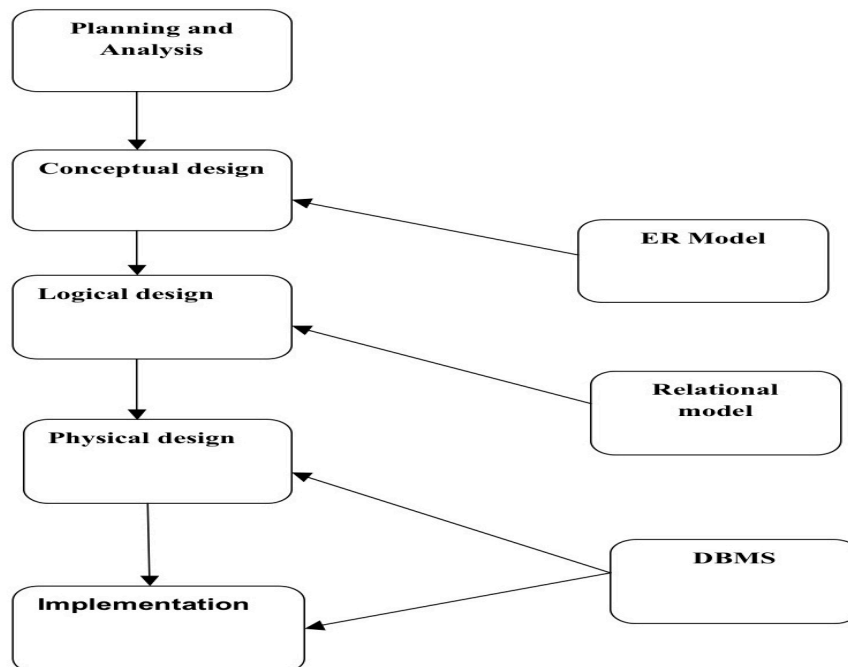 Planning and
Analysis
Conceptual design
ER Model
Logical design
Relational
model
Physical design
DBMS
Implementation